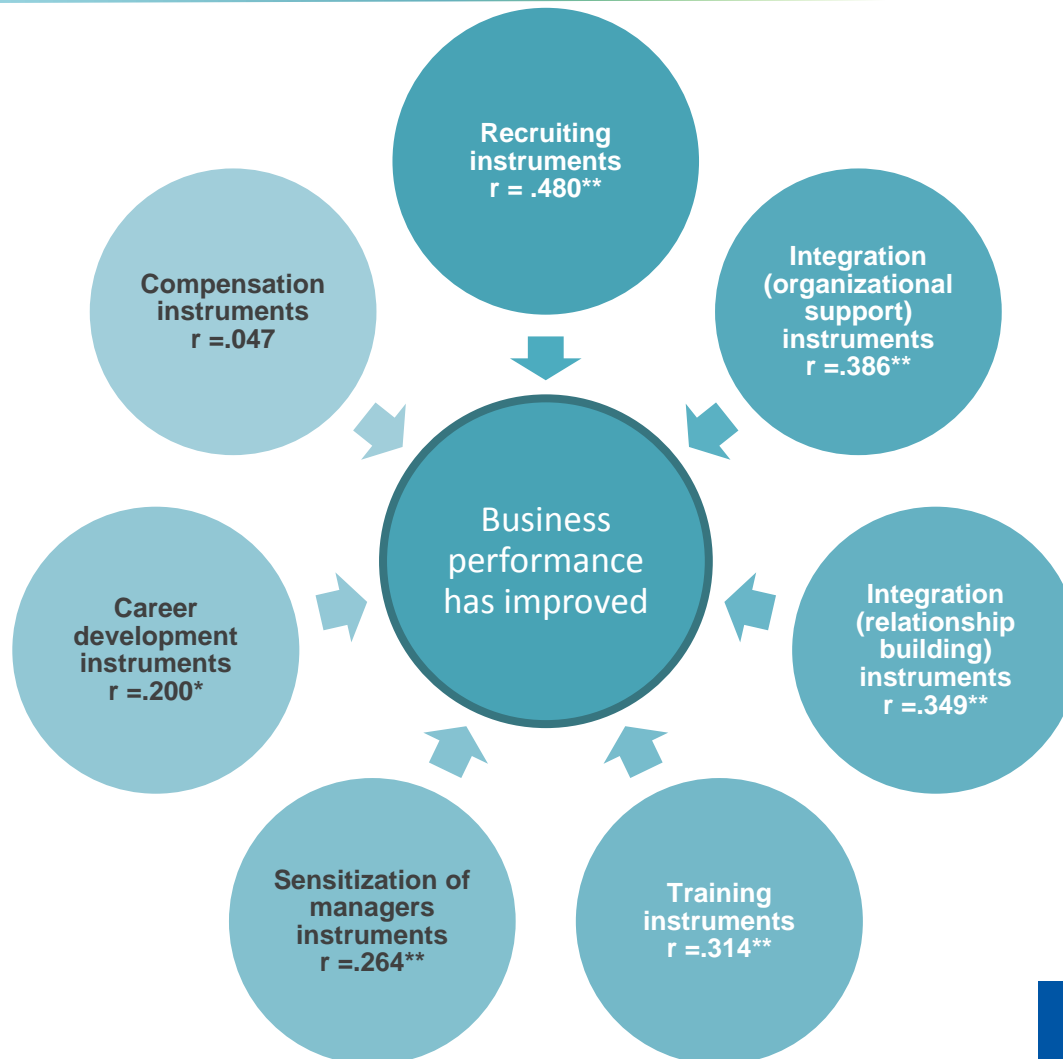 Recruiting
instruments
r = .480**
Integration
(organizational
support)
instruments
r =.386**
Integration
(relationship
building)
instruments
r =.349**
Training
instruments
r =.314**
Sensitization of
managers
instruments
r =.264**
Career
development
instruments
r =.200*
Compensation
instruments
r =.047
Business
performance
has improved